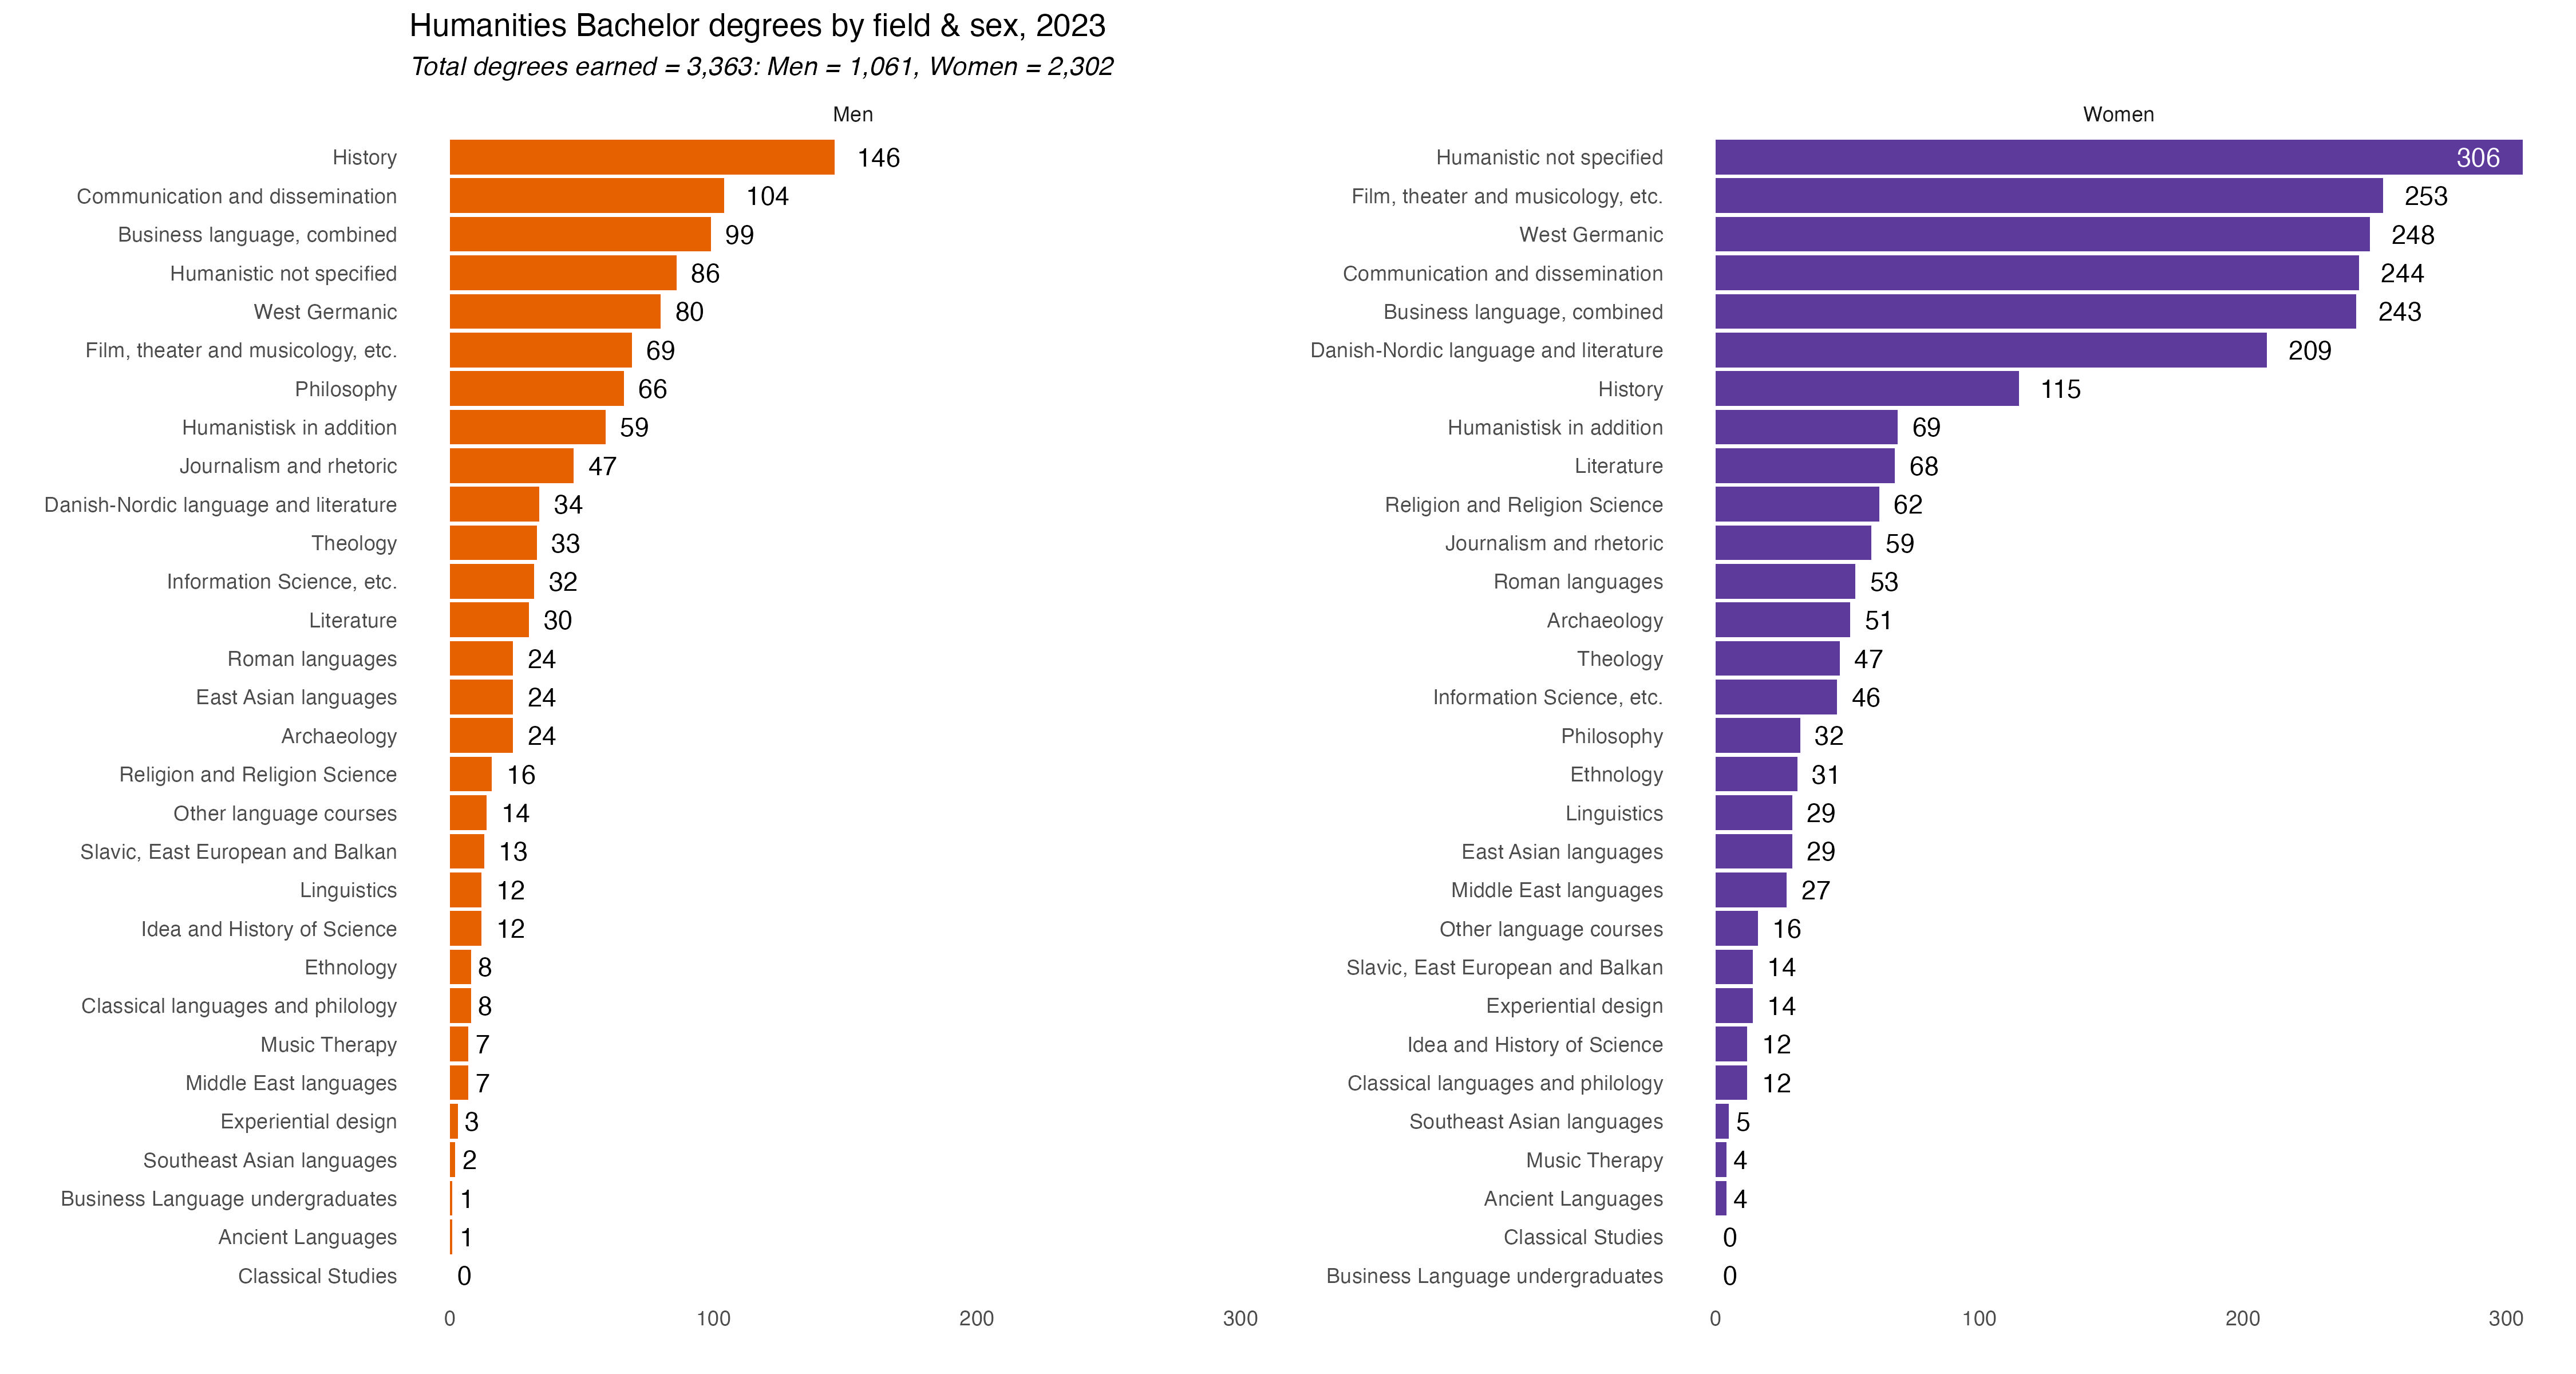 Humanities Bachelor degrees by field & sex, 2023
Total degrees earned = 3,363: Men = 1,061, Women = 2,302
Men
History 146
Communication and dissemination 104
Business language, combined 99
Humanistic not specified 86
West Germanic 80
Film, theater and musicology, etc. 69
Philosophy 66
Humanistisk in addition 59
Journalism and rhetoric 47
Danish-Nordic language and literature 34
Theology 33
Information Science, etc. 32
Literature 30
Roman languages 24
East Asian languages 24
Archaeology 24
Religion and Religion Science 16
Other language courses 14
Slavic, East European and Balkan 13
Linguistics 12
Idea and History of Science 12
Ethnology 8
Classical languages and philology 8
Music Therapy 7
Middle East languages 7
Experiential design 3
Southeast Asian languages 2
Business Language undergraduates 1
Ancient Languages 1
Classical Studies 0
0 100 200 300
Women
Humanistic not specified 306
Film, theater and musicology, etc. 253
West Germanic 248
Communication and dissemination 244
Business language, combined 243
Danish-Nordic language and literature 209
History 115
Humanistisk in addition 69
Literature 68
Religion and Religion Science 62
Journalism and rhetoric 59
Roman languages 53
Archaeology 51
Theology 47
Information Science, etc. 46
Philosophy 32
Ethnology 31
Linguistics 29
East Asian languages 29
Middle East languages 27
Other language courses 16
Slavic, East European and Balkan 14
Experiential design 14
Idea and History of Science 12
Classical languages and philology 12
Southeast Asian languages 5
Music Therapy 4
Ancient Languages 4
Classical Studies 0
Business Language undergraduates 0
0 100 200 300